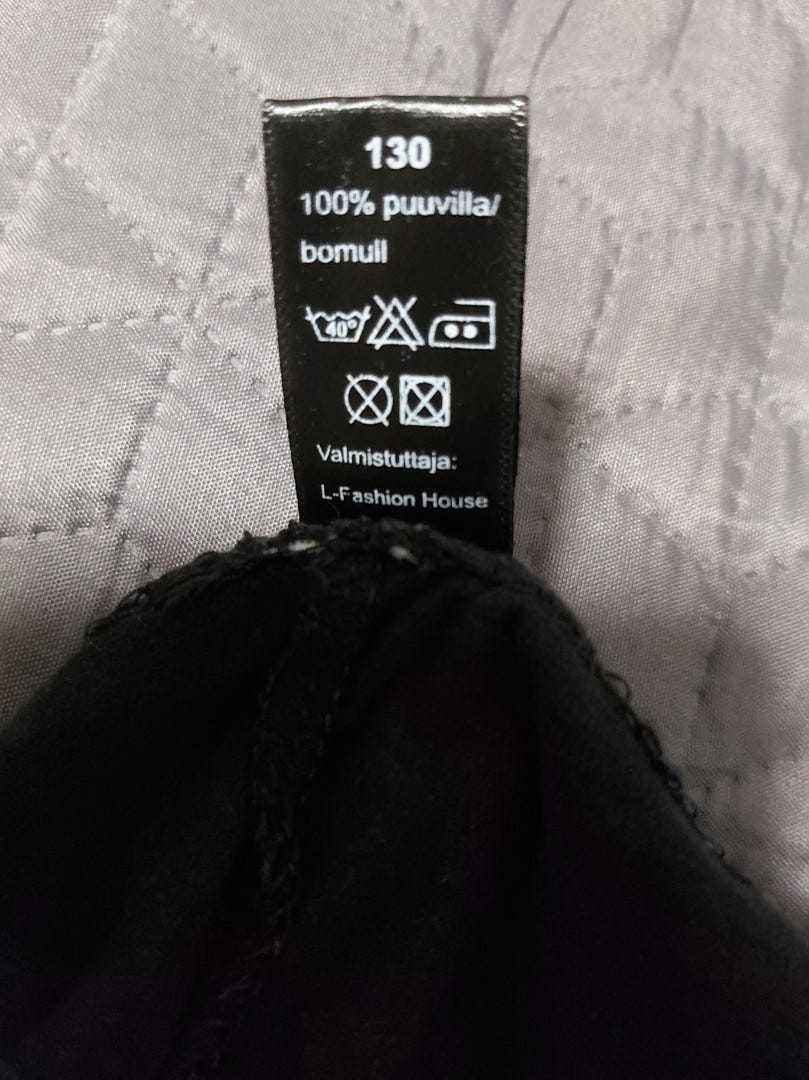 130
100% puuvilla/
bomull
40°
Valmistuttaja:
L-Fashion House